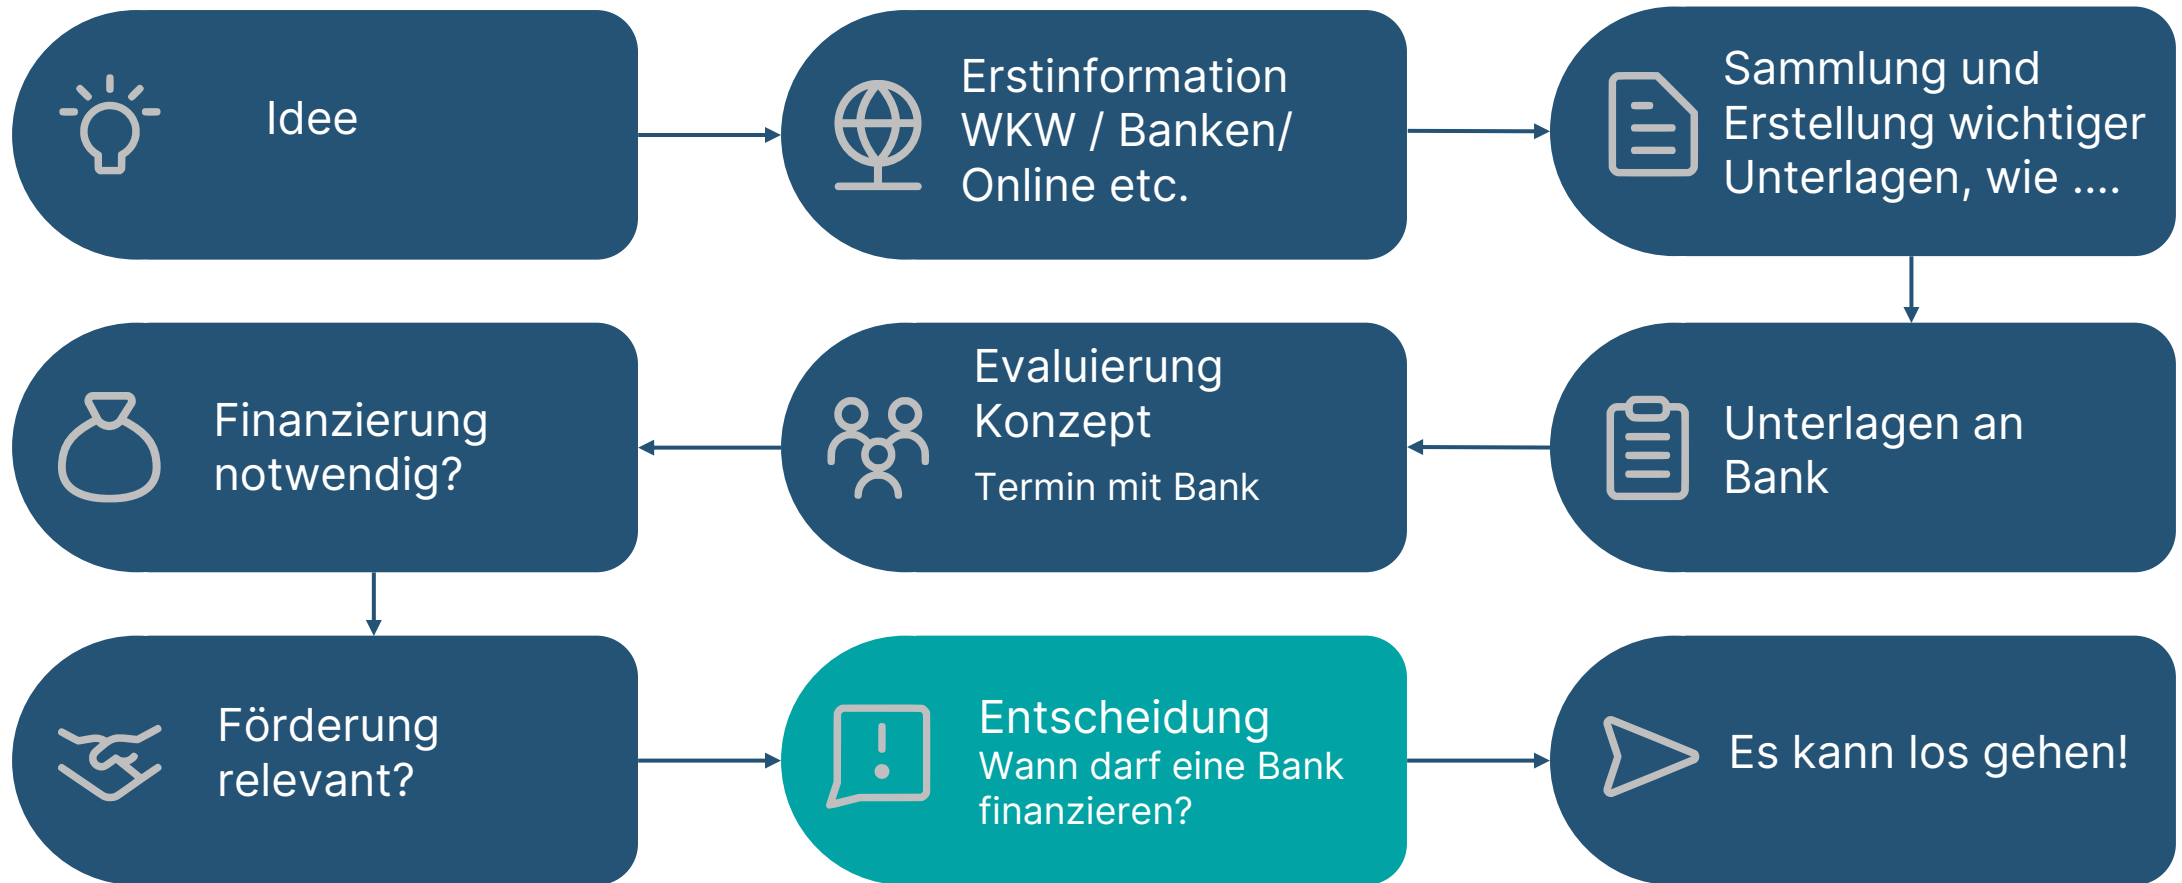 Idee
Erstinformation
WKW / Banken/
Online etc.
Sammlung und
Erstellung wichtiger
Unterlagen, wie ....
Unterlagen an
Bank
Evaluierung
Konzept
Termin mit Bank
Finanzierung
notwendig?
Förderung
relevant?
Entscheidung
Wann darf eine Bank
finanzieren?
Es kann los gehen!